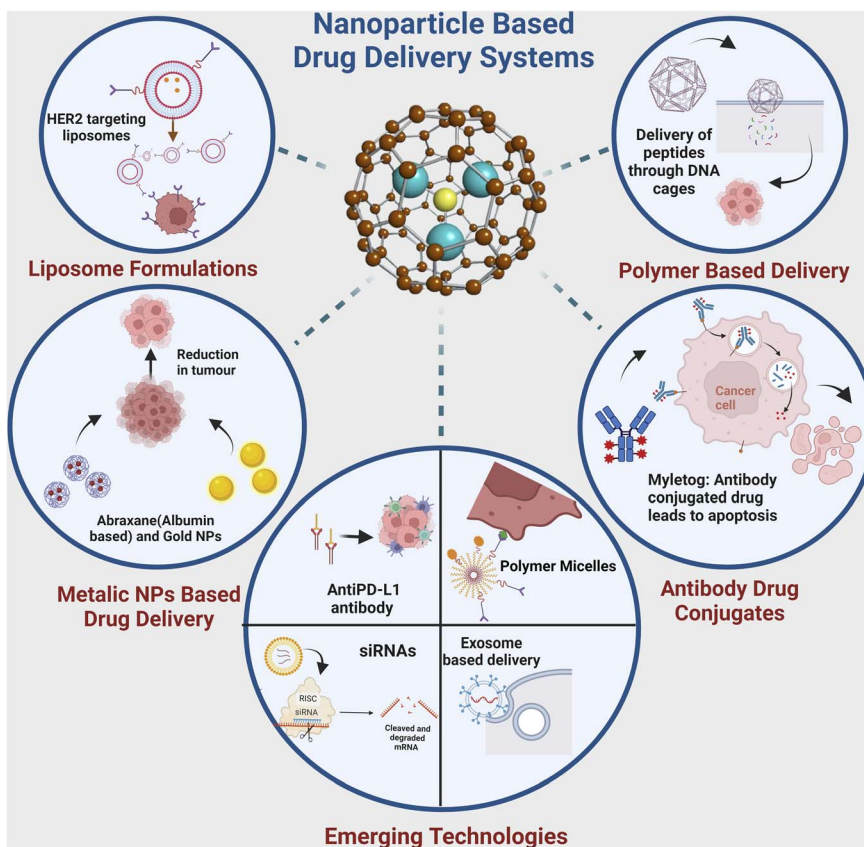 Nanoparticle Based
Drug Delivery Systems
HER2 targeting
liposomes
Liposome Formulations
Delivery of
peptides
through DNA
cages
Polymer Based Delivery
Reduction
in tumour
Abraxane(Albumin
based) and Gold NPs
Metalic NPs Based
Drug Delivery
Cancer
cell
Myletog: Antibody
conjugated drug
leads to apoptosis
Antibody Drug
Conjugates
AntiPD-L1
antibody
Polymer Micelles
siRNAs
RISC
siRNA
Cleaved and
degraded
mRNA
Exosome
based delivery
Emerging Technologies